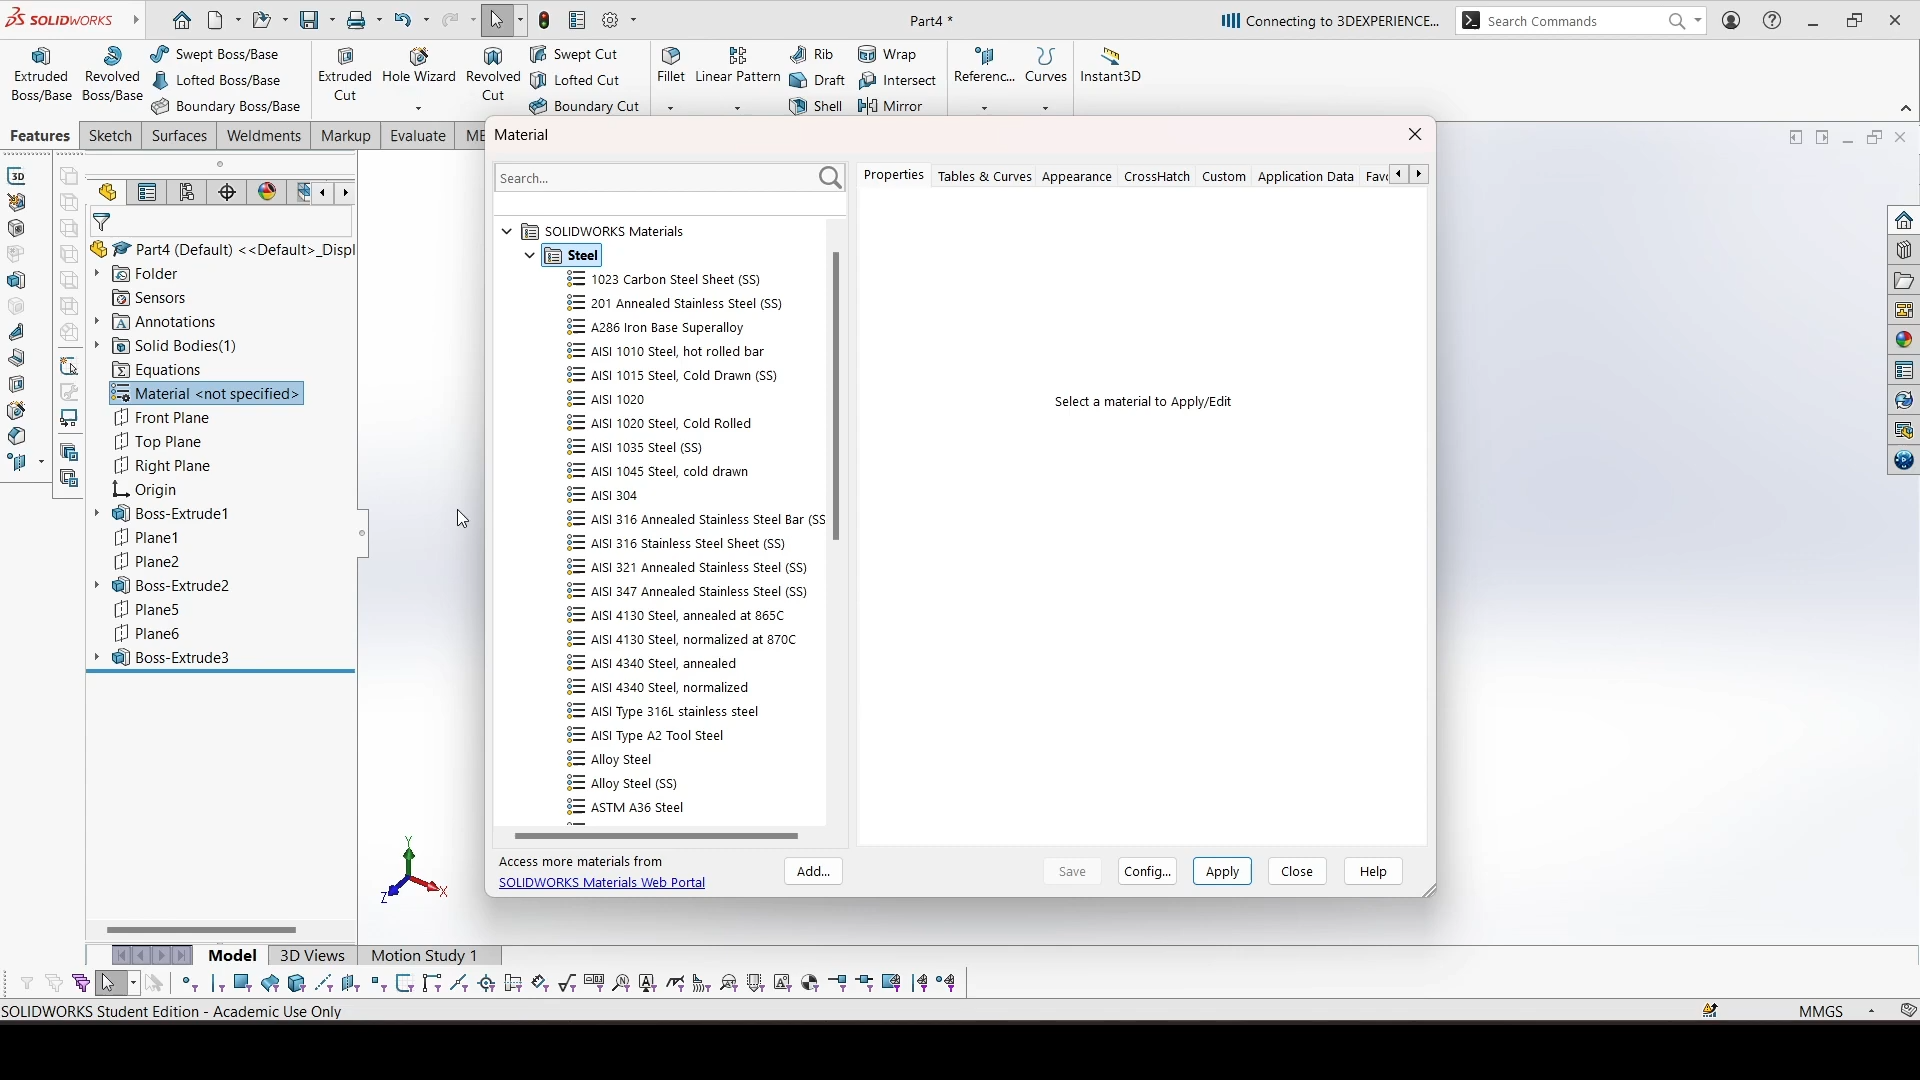 SOLIDWORKS
Part4 *
Connecting to 3DEXPERIENCE...
Search Commands
Extruded Boss/Base
Revolved Boss/Base
Swept Boss/Base
Lofted Boss/Base
Boundary Boss/Base
Extruded Cut
Hole Wizard
Revolved Cut
Swept Cut
Lofted Cut
Boundary Cut
Fillet
Linear Pattern
Rib
Draft
Shell
Wrap
Intersect
Mirror
Referenc...
Curves
Instant3D
Features
Sketch
Surfaces
Weldments
Markup
Evaluate
Part4 (Default) <<Default>_Displ
Folder
Sensors
Annotations
Solid Bodies(1)
Equations
Material <not specified>
Front Plane
Top Plane
Right Plane
Origin
Boss-Extrude1
Plane1
Plane2
Boss-Extrude2
Plane5
Plane6
Boss-Extrude3
Material
Search...
SOLIDWORKS Materials
Steel
1023 Carbon Steel Sheet (SS)
201 Annealed Stainless Steel (SS)
A286 Iron Base Superalloy
AISI 1010 Steel, hot rolled bar
AISI 1015 Steel, Cold Drawn (SS)
AISI 1020
AISI 1020 Steel, Cold Rolled
AISI 1035 Steel (SS)
AISI 1045 Steel, cold drawn
AISI 304
AISI 316 Annealed Stainless Steel Bar (SS
AISI 316 Stainless Steel Sheet (SS)
AISI 321 Annealed Stainless Steel (SS)
AISI 347 Annealed Stainless Steel (SS)
AISI 4130 Steel, annealed at 865C
AISI 4130 Steel, normalized at 870C
AISI 4340 Steel, annealed
AISI 4340 Steel, normalized
AISI Type 316L stainless steel
AISI Type A2 Tool Steel
Alloy Steel
Alloy Steel (SS)
ASTM A36 Steel
Access more materials from
SOLIDWORKS Materials Web Portal
Add...
Properties
Tables & Curves
Appearance
CrossHatch
Custom
Application Data
Select a material to Apply/Edit
Save
Config...
Apply
Close
Help
Y
X
Z
Model
3D Views
Motion Study 1
SOLIDWORKS Student Edition - Academic Use Only
MMGS